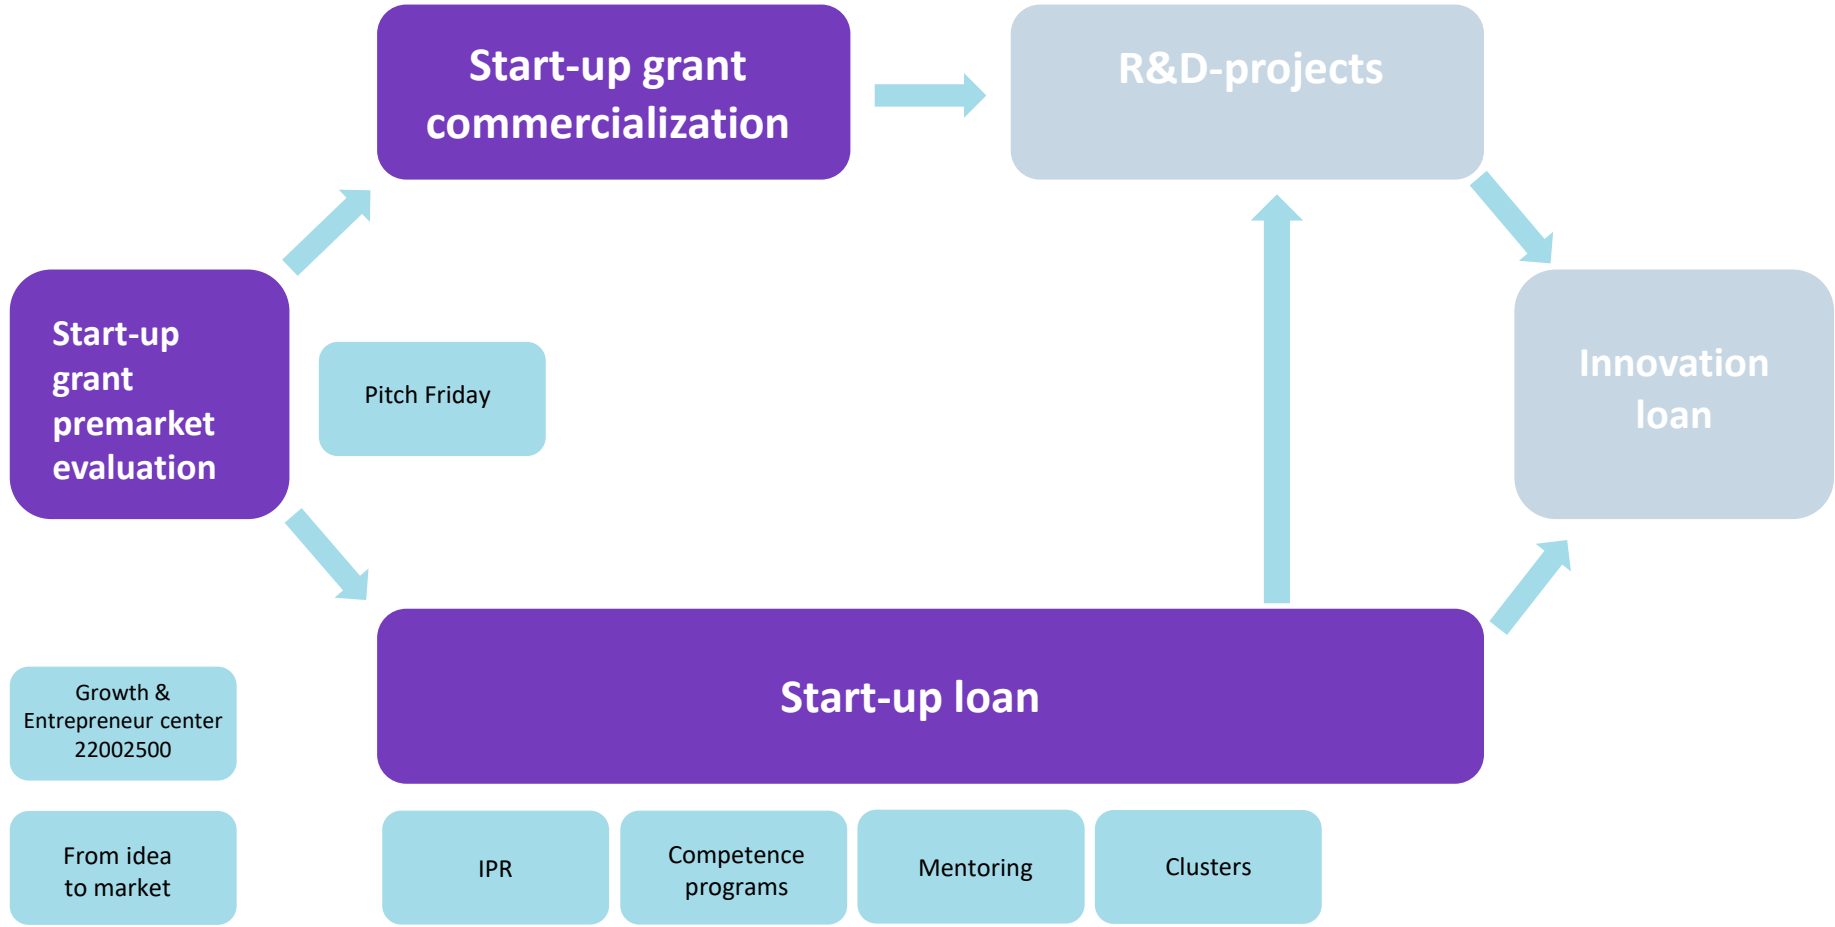 Start-up grant
commercialization
R&D-projects
Start-up
grant
premarket
evaluation
Pitch Friday
Innovation
loan
Start-up loan
Growth &
Entrepreneur center
22002500
From idea
to market
IPR
Competence
programs
Mentoring
Clusters